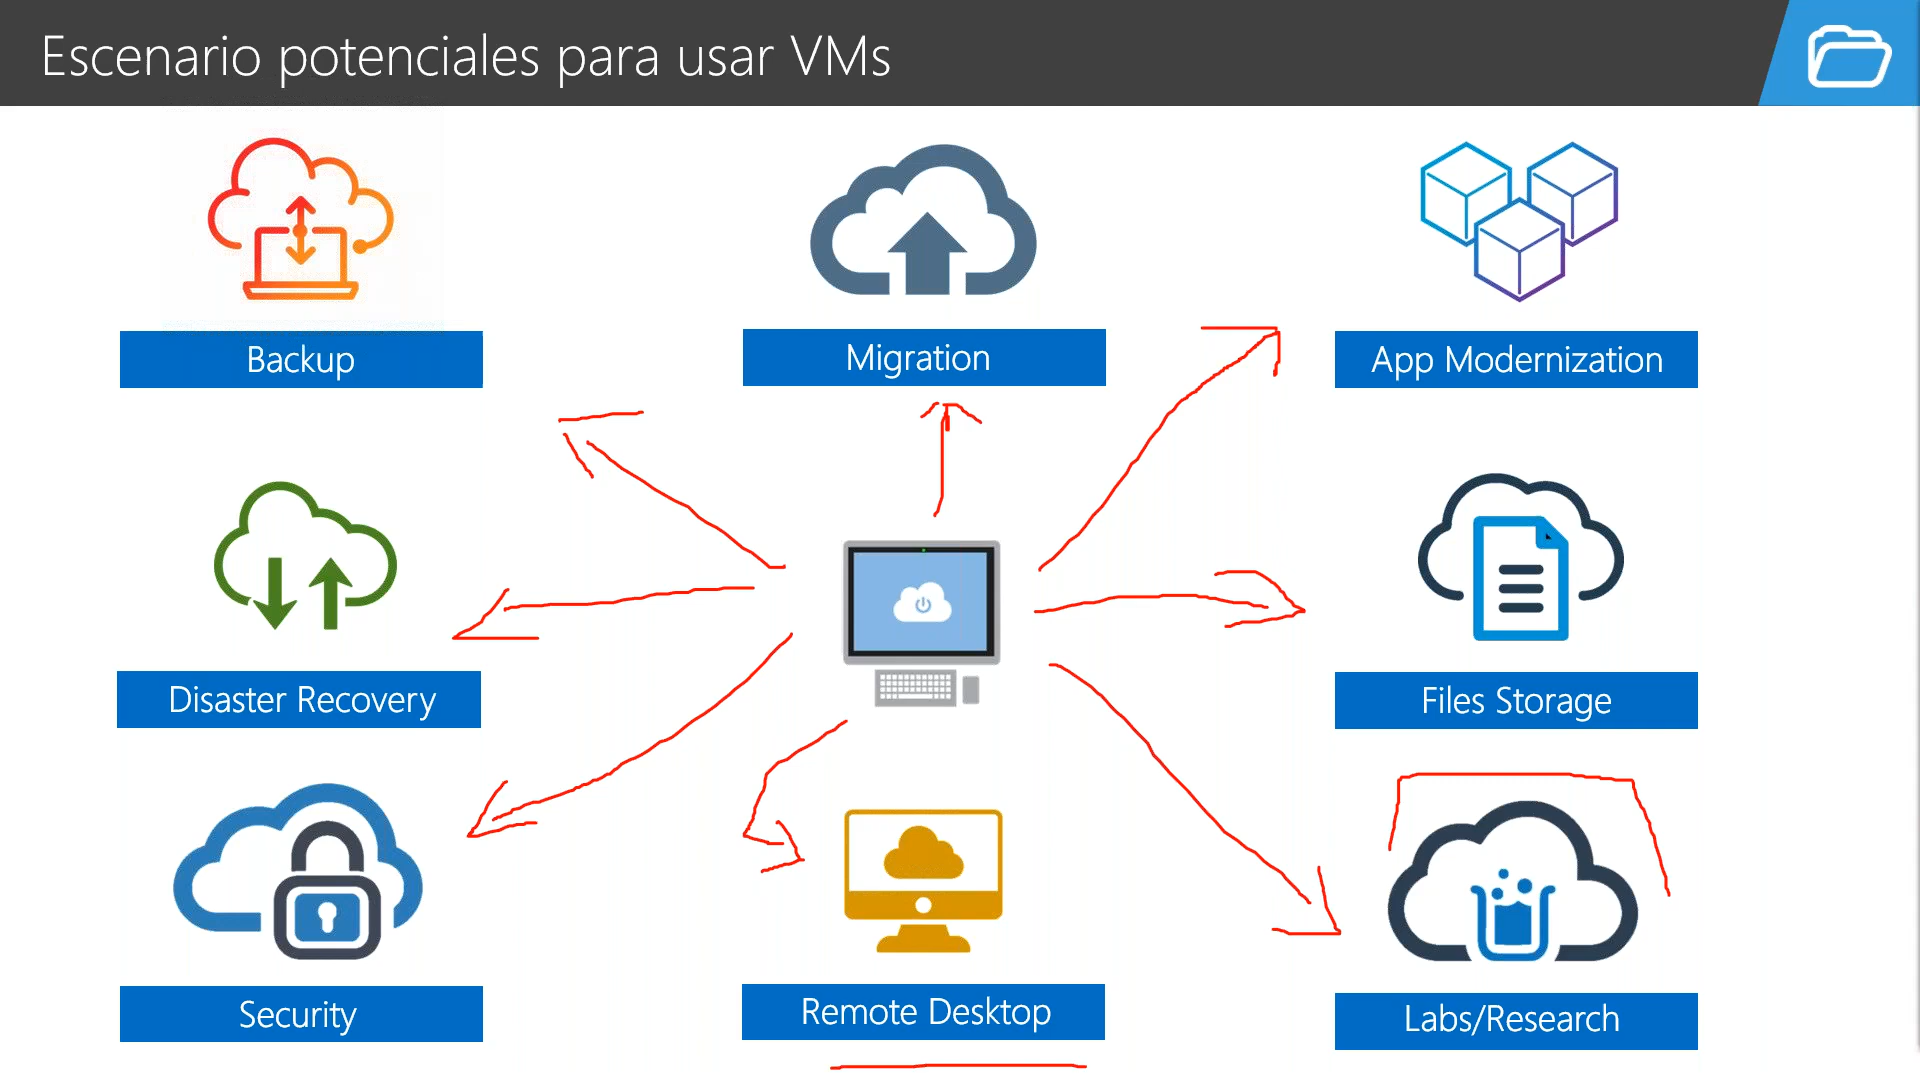 Escenario potenciales para usar VMs
Backup
Migration
App Modernization
Disaster Recovery
Files Storage
Security
Remote Desktop
Labs/Research